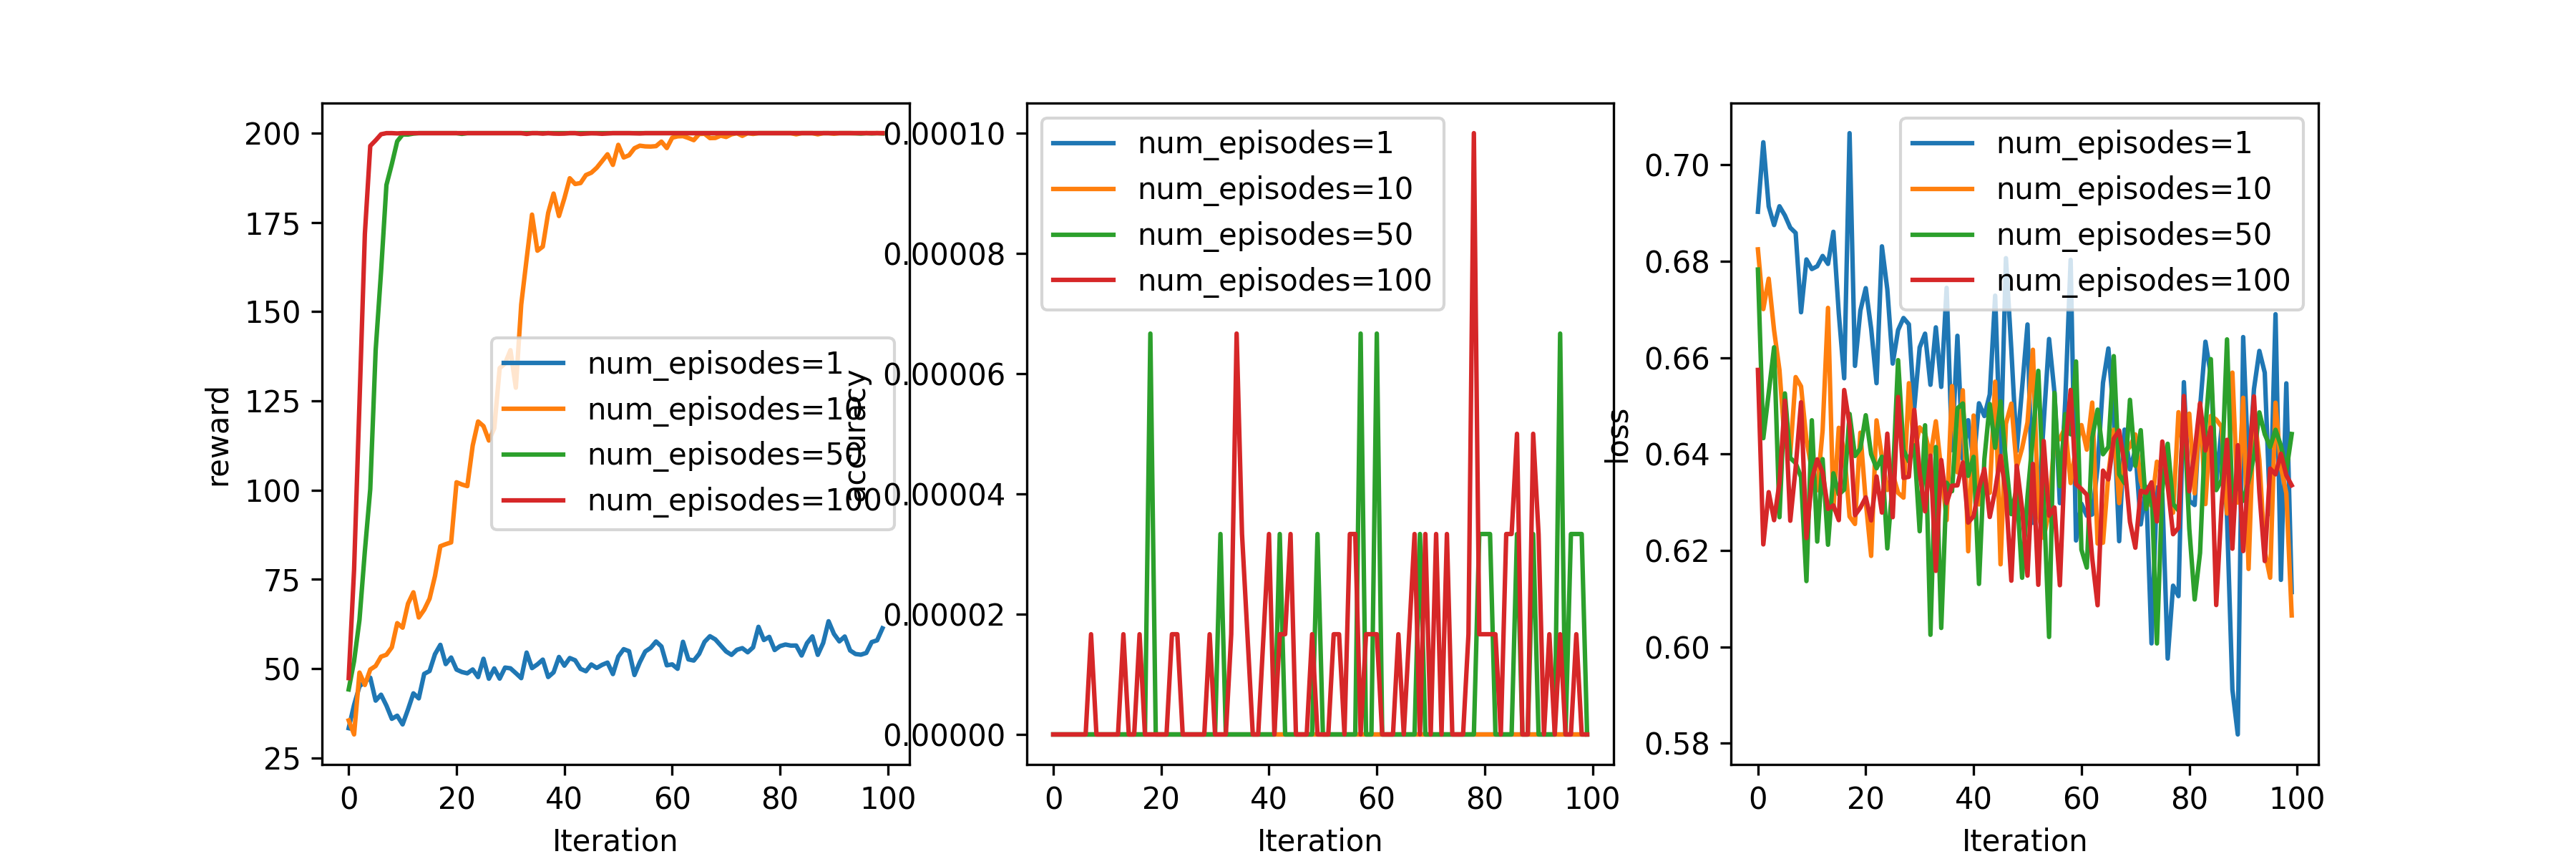 reward
200
175
150
125
100
75
50
25
num_episodes=1
num_episodes=10
num_episodes=50
num_episodes=100
0
20
40
60
80
100
Iteration
accuracy
0.00010
0.00008
0.00006
0.00004
0.00002
0.00000
num_episodes=1
num_episodes=10
num_episodes=50
num_episodes=100
0
20
40
60
80
100
Iteration
loss
0.70
0.68
0.66
0.64
0.62
0.60
0.58
num_episodes=1
num_episodes=10
num_episodes=50
num_episodes=100
0
20
40
60
80
100
Iteration